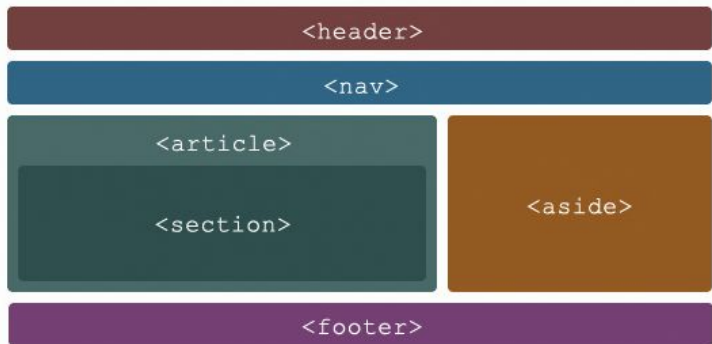 <header>
<nav>
<article>
<section>
<aside>
<footer>